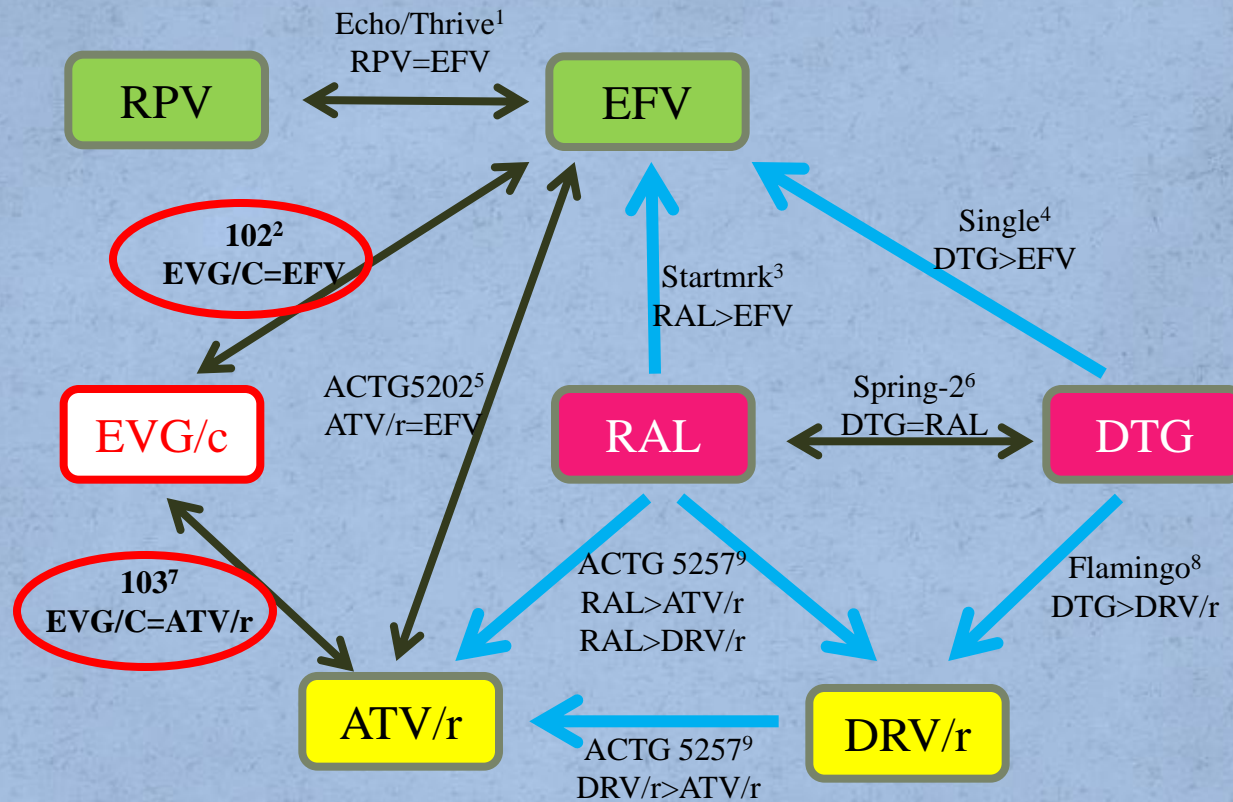 Echo/Thrive¹
RPV=EFV
RPV
EFV
102²
EVG/C=EFV
Single⁴
DTG>EFV
Startmrk³
RAL>EFV
ACTG5202⁵
ATV/r=EFV
Spring-2⁶
DTG=RAL
EVG/c
RAL
DTG
103⁷
EVG/C=ATV/r
ACTG 5257⁹
RAL>ATV/r
RAL>DRV/r
Flamingo⁸
DTG>DRV/r
ATV/r
DRV/r
ACTG 5257⁹
DRV/r>ATV/r